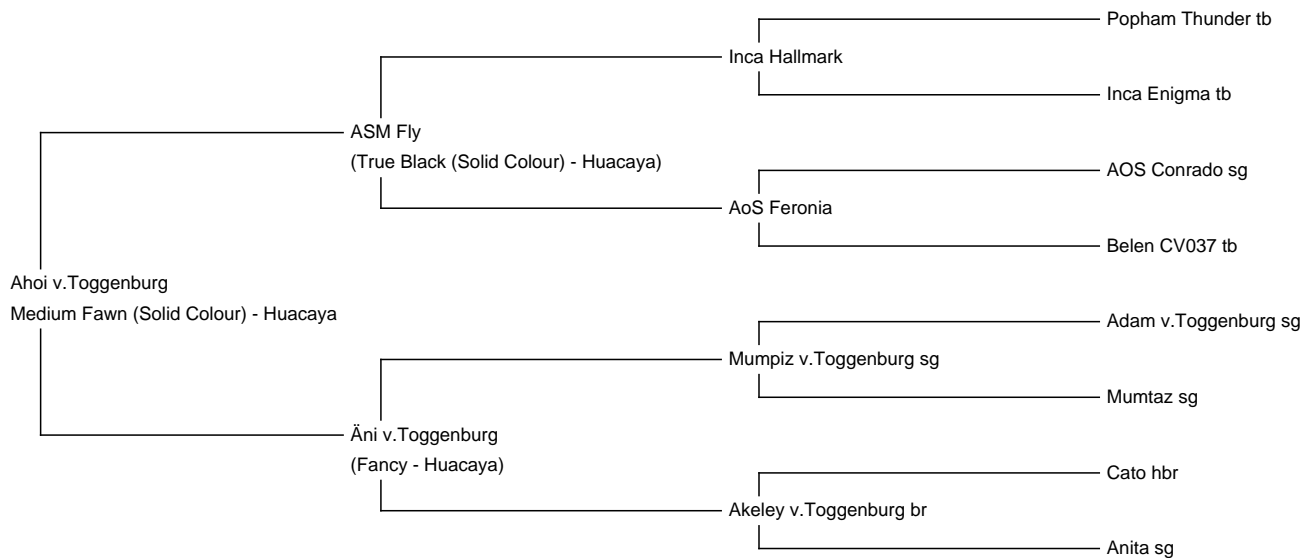 Popham Thunder tb
Inca Hallmark
Inca Enigma tb
ASM Fly
(True Black (Solid Colour) - Huacaya)
AOS Conrado sg
AoS Feronia
Belen CV037 tb
Ahoi v.Toggenburg
Medium Fawn (Solid Colour) - Huacaya
Adam v.Toggenburg sg
Mumpiz v.Toggenburg sg
Mumtaz sg
Äni v.Toggenburg
(Fancy - Huacaya)
Cato hbr
Akeley v.Toggenburg br
Anita sg